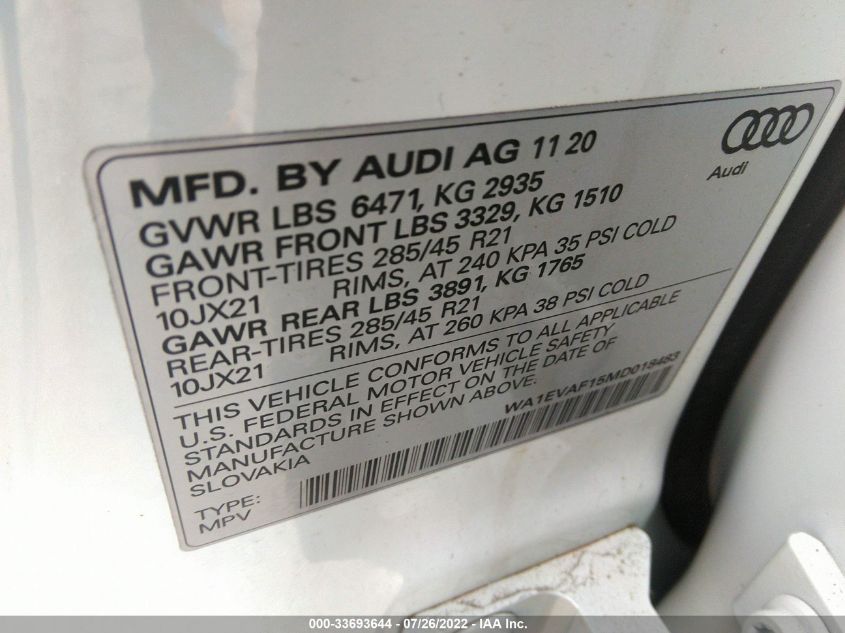 MFD. BY AUDI AG 11 20
GVWR LBS 6471, KG 2935
GAWR FRONT LBS 3329, KG 1510
FRONT-TIRES 285/45 R21
10JX21 RIMS, AT 240 KPA 35 PSI COLD
GAWR REAR LBS 3891, KG 1765
REAR-TIRES 285/45 R21
10JX21 RIMS, AT 260 KPA 38 PSI COLD
THIS VEHICLE CONFORMS TO ALL APPLICABLE
U.S. FEDERAL MOTOR VEHICLE SAFETY
STANDARDS IN EFFECT ON THE DATE OF
MANUFACTURE SHOWN ABOVE.
SLOVAKIA
WA1EVAF15MD018483
TYPE:
MPV
Audi
000-33693644 / 07/26/2022 - IAA Inc.